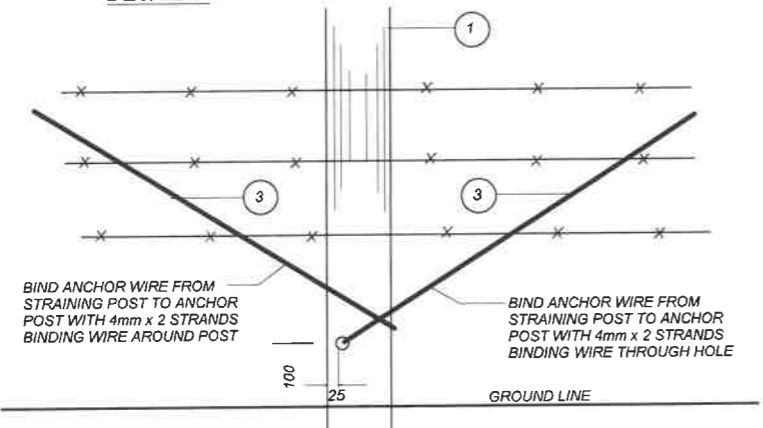 1
3
3
BIND ANCHOR WIRE FROM
STRAINING POST TO ANCHOR
POST WITH 4mm x 2 STRANDS
BINDING WIRE AROUND POST
BIND ANCHOR WIRE FROM
STRAINING POST TO ANCHOR
POST WITH 4mm x 2 STRANDS
BINDING WIRE THROUGH HOLE
100
25
GROUND LINE